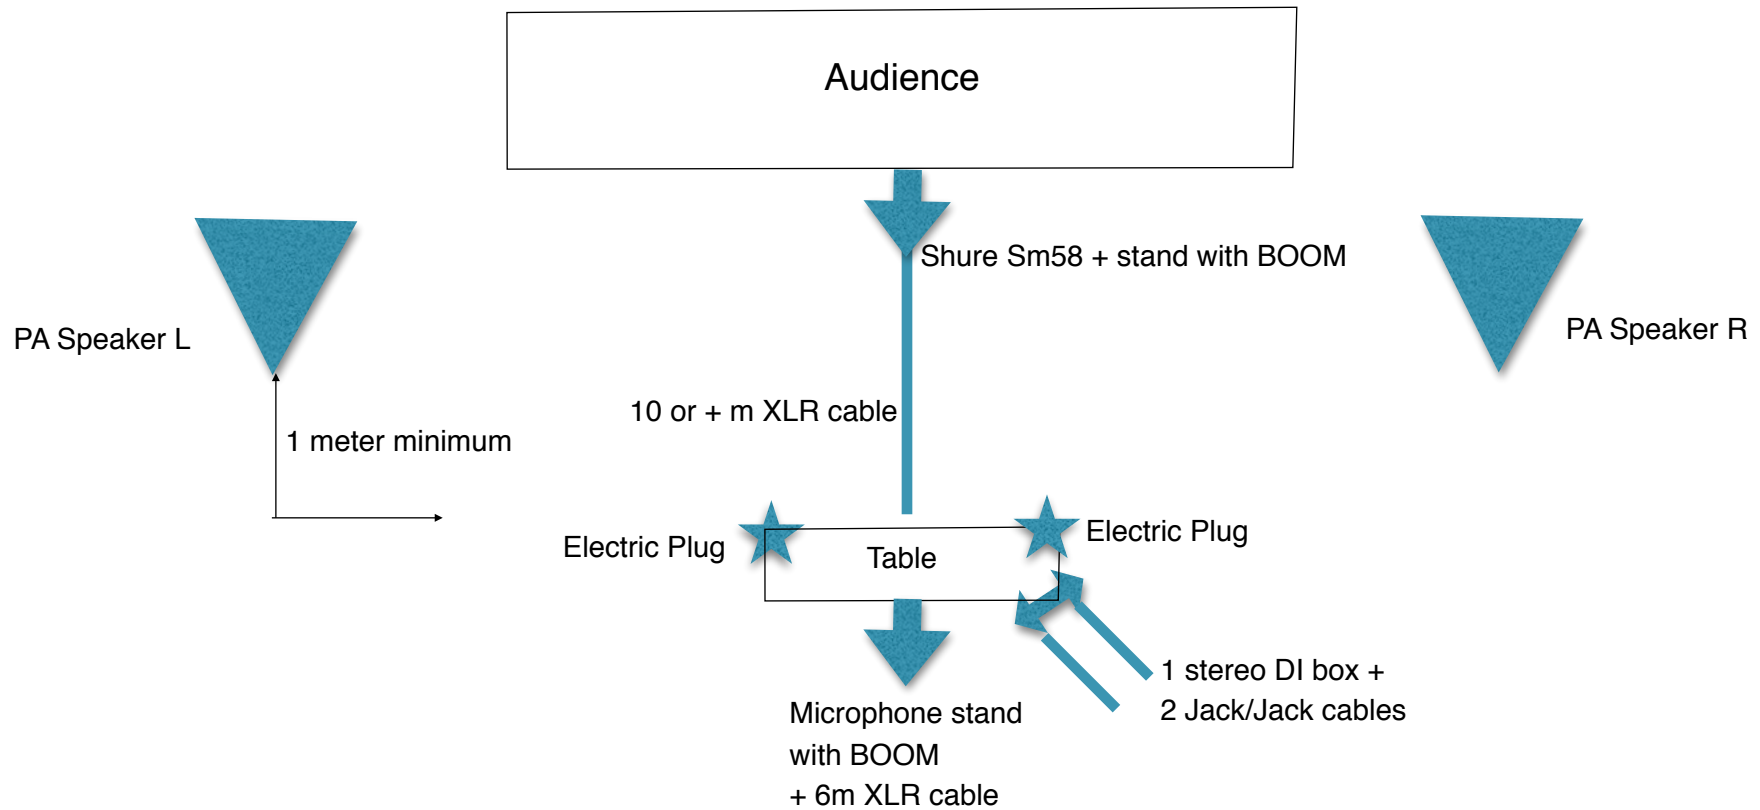 Audience
Shure Sm58 + stand with BOOM
PA Speaker L
PA Speaker R
10 or + m XLR cable
1 meter minimum
Electric Plug
Electric Plug
Table
1 stereo DI box +
2 Jack/Jack cables
Microphone stand
with BOOM
+ 6m XLR cable